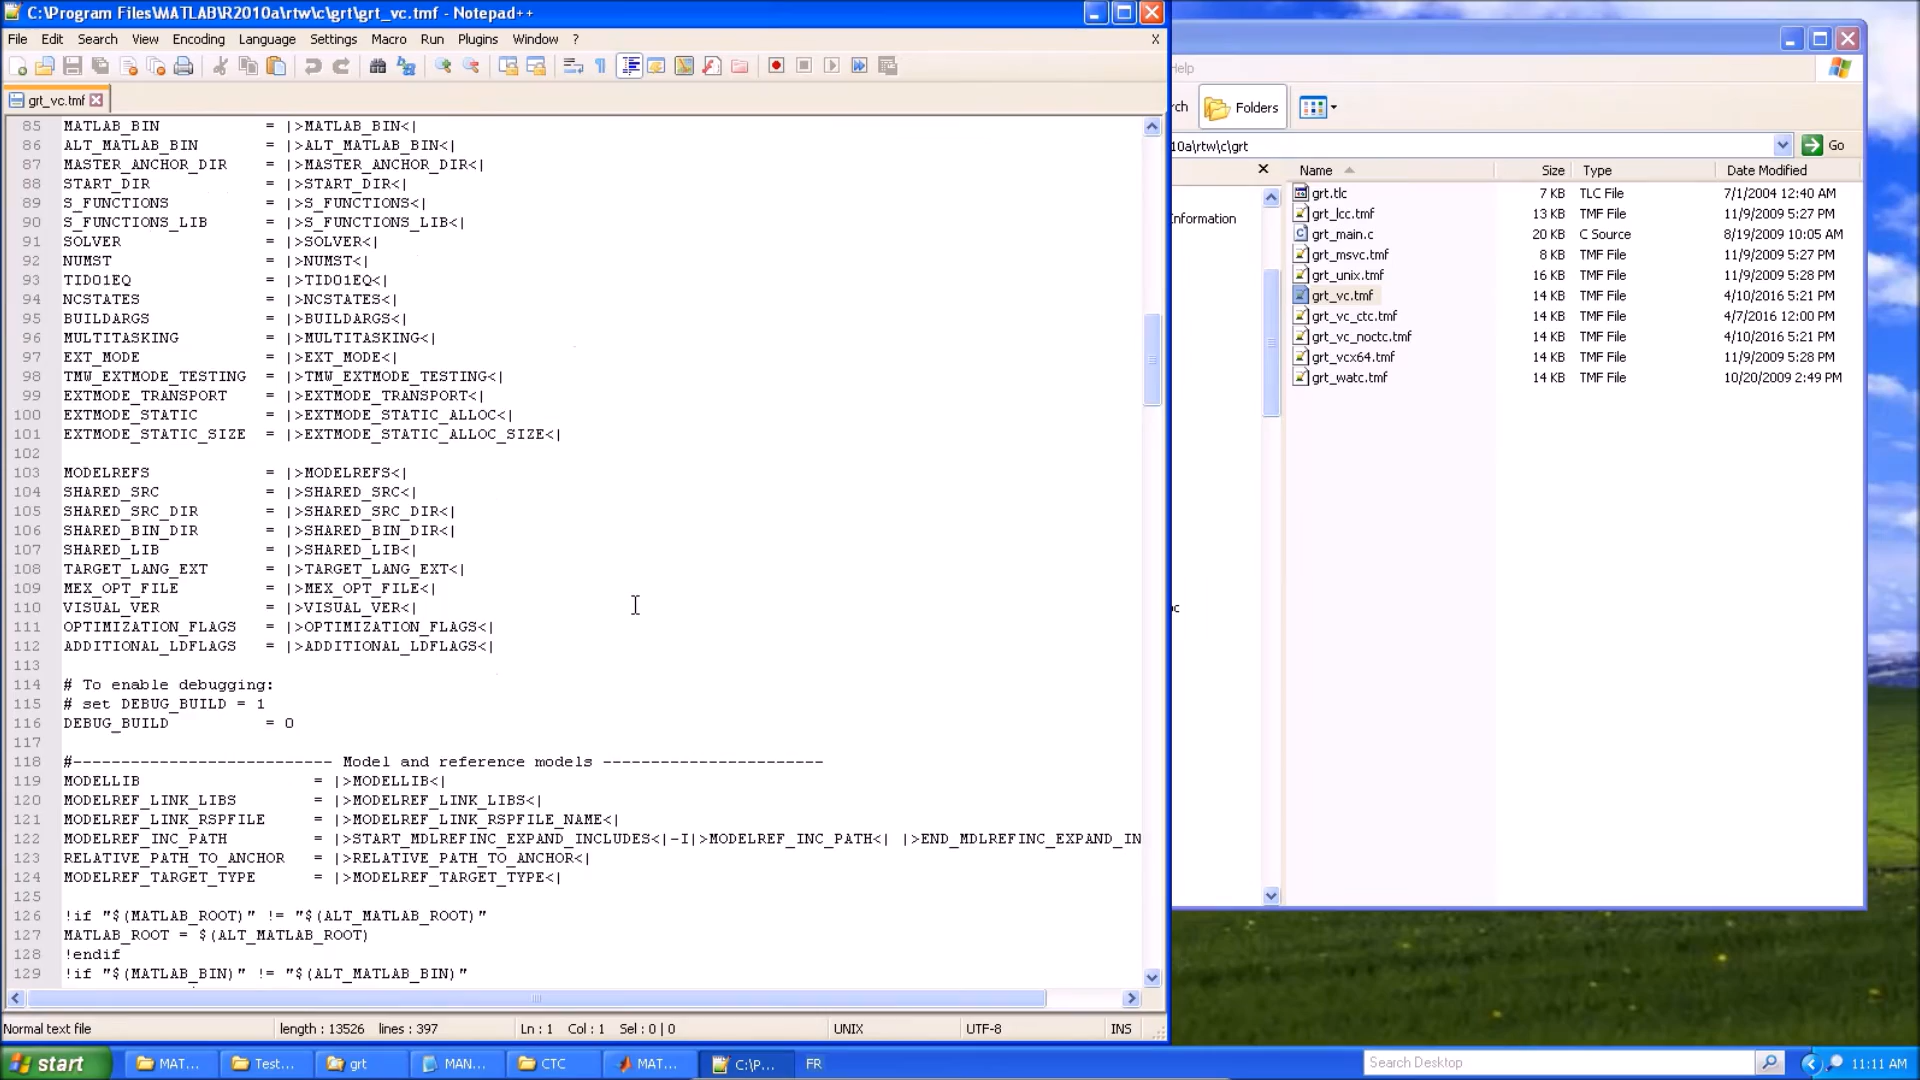 C:\Program Files\MATLAB\R2010a\rtw\c\grt\grt_vc.tmf - Notepad++
File Edit Search View Encoding Language Settings Macro Run Plugins Window ? X
grt_vc.tmf
85 MATLAB_BIN = |>MATLAB_BIN<|
86 ALT_MATLAB_BIN = |>ALT_MATLAB_BIN<|
87 MASTER_ANCHOR_DIR = |>MASTER_ANCHOR_DIR<|
88 START_DIR = |>START_DIR<|
89 S_FUNCTIONS = |>S_FUNCTIONS<|
90 S_FUNCTIONS_LIB = |>S_FUNCTIONS_LIB<|
91 SOLVER = |>SOLVER<|
92 NUMST = |>NUMST<|
93 TID01EQ = |>TID01EQ<|
94 NCSTATES = |>NCSTATES<|
95 BUILDARGS = |>BUILDARGS<|
96 MULTITASKING = |>MULTITASKING<|
97 EXT_MODE = |>EXT_MODE<|
98 TMW_EXTMODE_TESTING = |>TMW_EXTMODE_TESTING<|
99 EXTMODE_TRANSPORT = |>EXTMODE_TRANSPORT<|
100 EXTMODE_STATIC = |>EXTMODE_STATIC_ALLOC<|
101 EXTMODE_STATIC_SIZE = |>EXTMODE_STATIC_ALLOC_SIZE<|
102
103 MODELREFS = |>MODELREFS<|
104 SHARED_SRC = |>SHARED_SRC<|
105 SHARED_SRC_DIR = |>SHARED_SRC_DIR<|
106 SHARED_BIN_DIR = |>SHARED_BIN_DIR<|
107 SHARED_LIB = |>SHARED_LIB<|
108 TARGET_LANG_EXT = |>TARGET_LANG_EXT<|
109 MEX_OPT_FILE = |>MEX_OPT_FILE<|
110 VISUAL_VER = |>VISUAL_VER<|
111 OPTIMIZATION_FLAGS = |>OPTIMIZATION_FLAGS<|
112 ADDITIONAL_LDFLAGS = |>ADDITIONAL_LDFLAGS<|
113
114 # To enable debugging:
115 # set DEBUG_BUILD = 1
116 DEBUG_BUILD = 0
117
118 #--------------------------- Model and reference models -----------------------
119 MODELLIB = |>MODELLIB<|
120 MODELREF_LINK_LIBS = |>MODELREF_LINK_LIBS<|
121 MODELREF_LINK_RSPFILE = |>MODELREF_LINK_RSPFILE_NAME<|
122 MODELREF_INC_PATH = |>START_MDLREFINC_EXPAND_INCLUDES<|-I|>MODELREF_INC_PATH<| |>END_MDLREFINC_EXPAND_IN
123 RELATIVE_PATH_TO_ANCHOR = |>RELATIVE_PATH_TO_ANCHOR<|
124 MODELREF_TARGET_TYPE = |>MODELREF_TARGET_TYPE<|
125
126 !if "$(MATLAB_ROOT)" != "$(ALT_MATLAB_ROOT)"
127 MATLAB_ROOT = $(ALT_MATLAB_ROOT)
128 !endif
129 !if "$(MATLAB_BIN)" != "$(ALT_MATLAB_BIN)"
Normal text file length : 13526 lines : 397 Ln : 1 Col : 1 Sel : 0 | 0 UNIX UTF-8 INS
Help
rch Folders
10a\rtw\c\grt Go
Name Size Type Date Modified
grt.tlc 7 KB TLC File 7/1/2004 12:40 AM
grt_lcc.tmf 13 KB TMF File 11/9/2009 5:27 PM
grt_main.c 20 KB C Source 8/19/2009 10:05 AM
grt_msvc.tmf 8 KB TMF File 11/9/2009 5:27 PM
grt_unix.tmf 16 KB TMF File 11/9/2009 5:28 PM
grt_vc.tmf 14 KB TMF File 4/10/2016 5:21 PM
grt_vc_ctc.tmf 14 KB TMF File 4/7/2016 12:00 PM
grt_vc_noctc.tmf 14 KB TMF File 4/10/2016 5:21 PM
grt_vcx64.tmf 14 KB TMF File 11/9/2009 5:28 PM
grt_watc.tmf 14 KB TMF File 10/20/2009 2:49 PM
Information
start MAT... Test... grt MAN... CTC MAT... C:\P... FR Search Desktop 11:11 AM